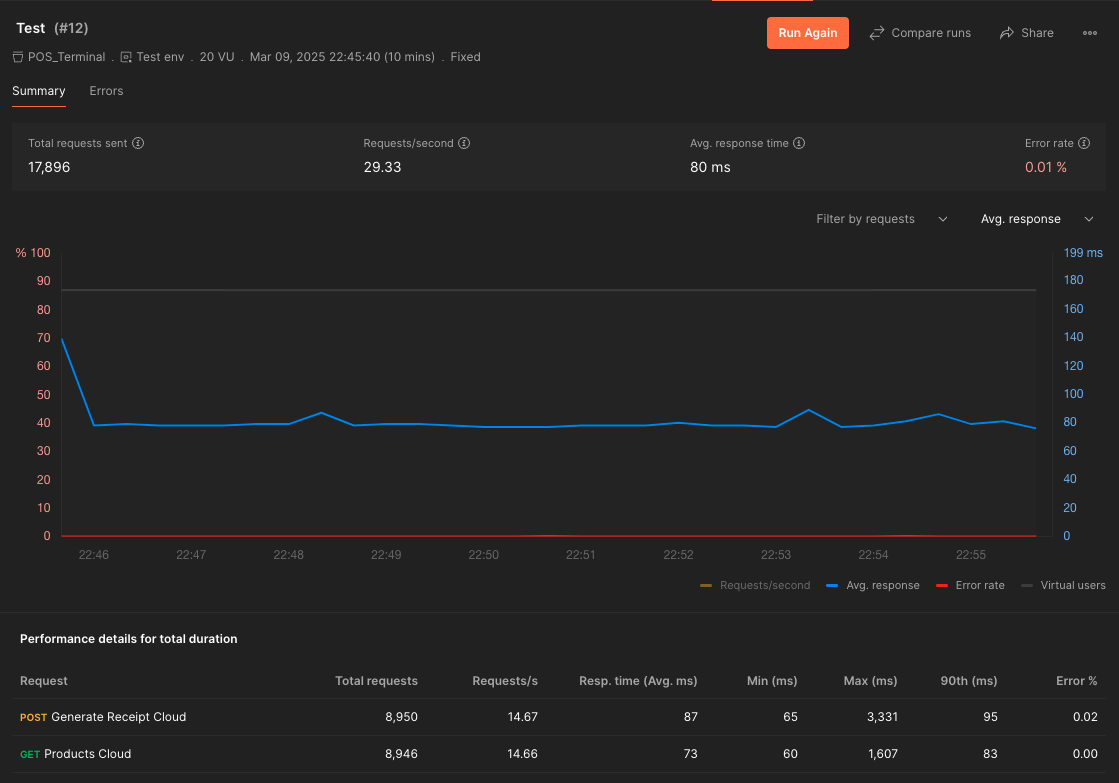 Test (#12)
Run Again
Compare runs
Share
POS_Terminal . Test env . 20 VU . Mar 09, 2025 22:45:40 (10 mins) . Fixed
Summary Errors
Total requests sent Requests/second Avg. response time Error rate
17,896 29.33 80 ms 0.01 %
Filter by requests Avg. response
% 100 199 ms
90 180
80 160
70 140
60 120
50 100
40 80
30 60
20 40
10 20
0 0
22:46 22:47 22:48 22:49 22:50 22:51 22:52 22:53 22:54 22:55
Requests/second Avg. response Error rate Virtual users
Performance details for total duration
Request Total requests Requests/s Resp. time (Avg. ms) Min (ms) Max (ms) 90th (ms) Error %
POST Generate Receipt Cloud 8,950 14.67 87 65 3,331 95 0.02
GET Products Cloud 8,946 14.66 73 60 1,607 83 0.00